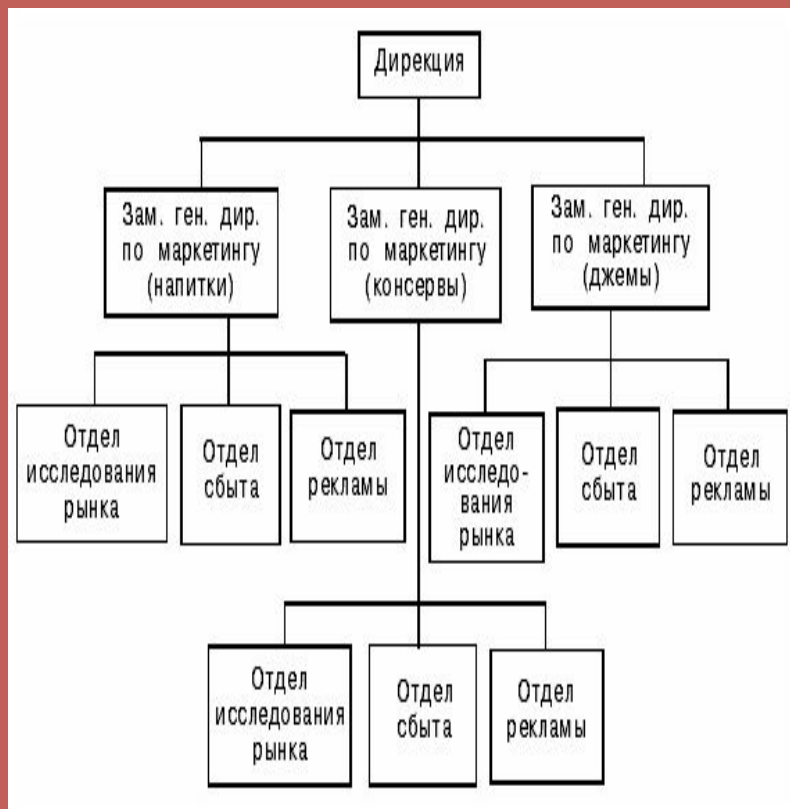 Дирекция
Зам. ген. дир.
по маркетингу
(напитки)
Зам. ген. дир.
по маркетингу
(консервы)
Зам. ген. дир.
по маркетингу
(джемы)
Отдел
исследования
рынка
Отдел
сбыта
Отдел
рекламы
Отдел
исследо-
вания
рынка
Отдел
сбыта
Отдел
рекламы
Отдел
исследования
рынка
Отдел
сбыта
Отдел
рекламы